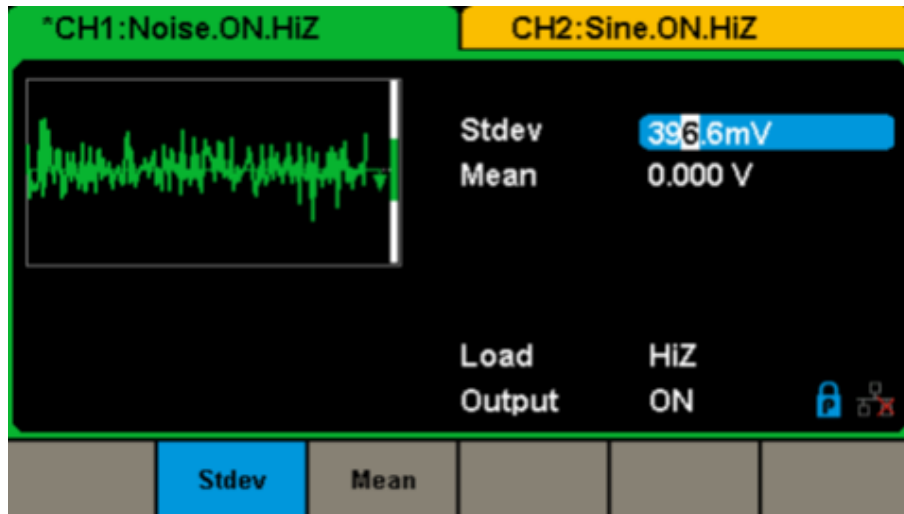 *CH1:Noise.ON.HiZ
CH2:Sine.ON.HiZ
Stdev 396.6mV
Mean 0.000 V
Load HiZ
Output ON
P
Stdev Mean